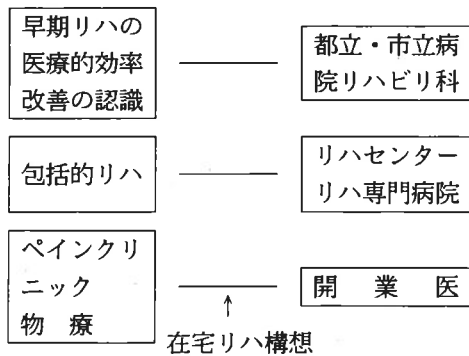 早期リハの
医療的効率
改善の認識
都立・市立病
院リハビリ科
包括的リハ
リハセンター
リハ専門病院
ペインクリ
ニック
物 療
開 業 医
在宅リハ構想